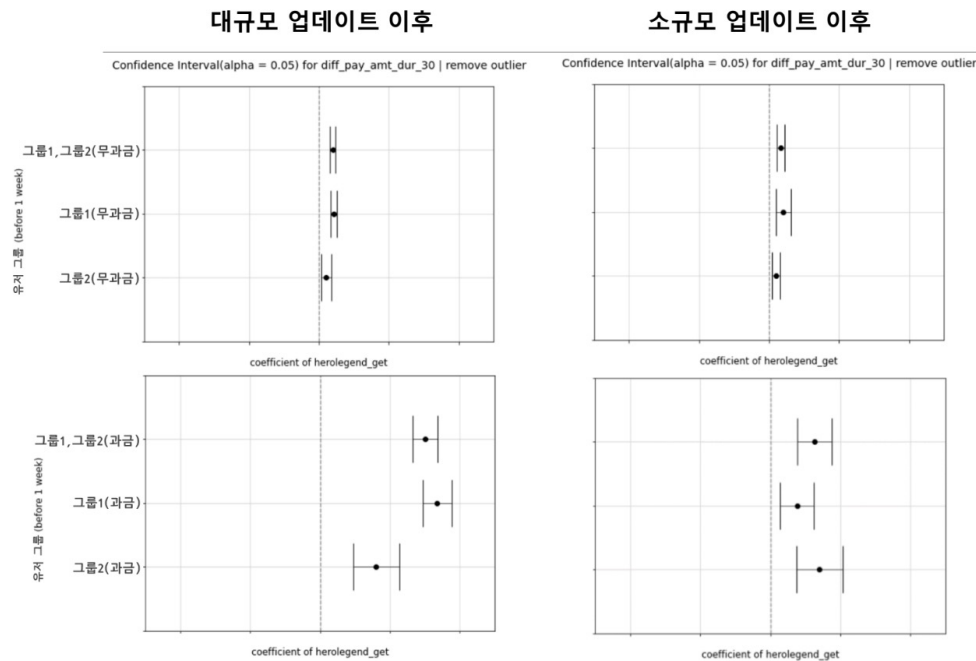 대규모 업데이트 이후
소규모 업데이트 이후
Confidence Interval(alpha = 0.05) for diff_pay_amt_dur_30 | remove outlier
Confidence Interval(alpha = 0.05) for diff_pay_amt_dur_30 | remove outlier
유저 그룹 (before 1 week)
그룹1,그룹2(무과금)
그룹1(무과금)
그룹2(무과금)
coefficient of herolegend_get
coefficient of herolegend_get
유저 그룹 (before 1 week)
그룹1,그룹2(과금)
그룹1(과금)
그룹2(과금)
coefficient of herolegend_get
coefficient of herolegend_get